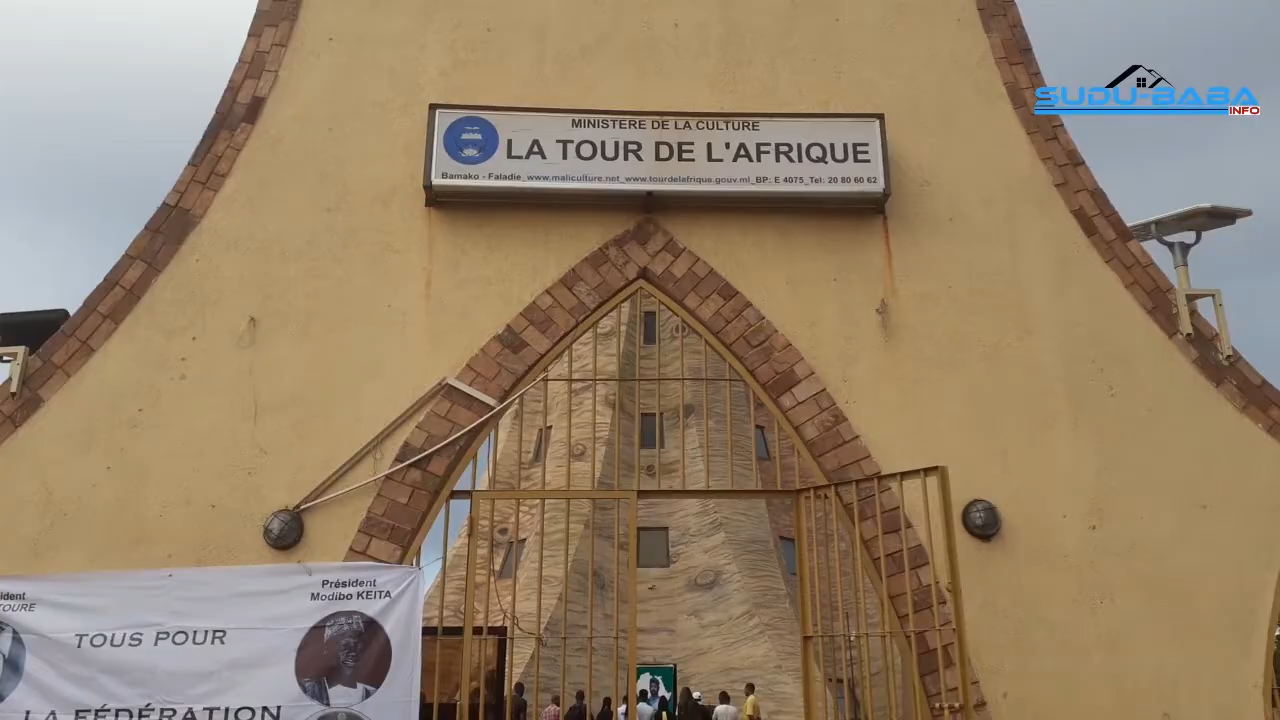 SUDU-BABA
INFO
MINISTERE DE LA CULTURE
LA TOUR DE L'AFRIQUE
Bamako - Faladie_www.maliculture.net_www.tourdelafrique.gouv.ml_BP: E 4075_Tel: 20 80 60 62
Président
Modibo KEITA
TOURE
TOUS POUR
LA FÉDÉRATION